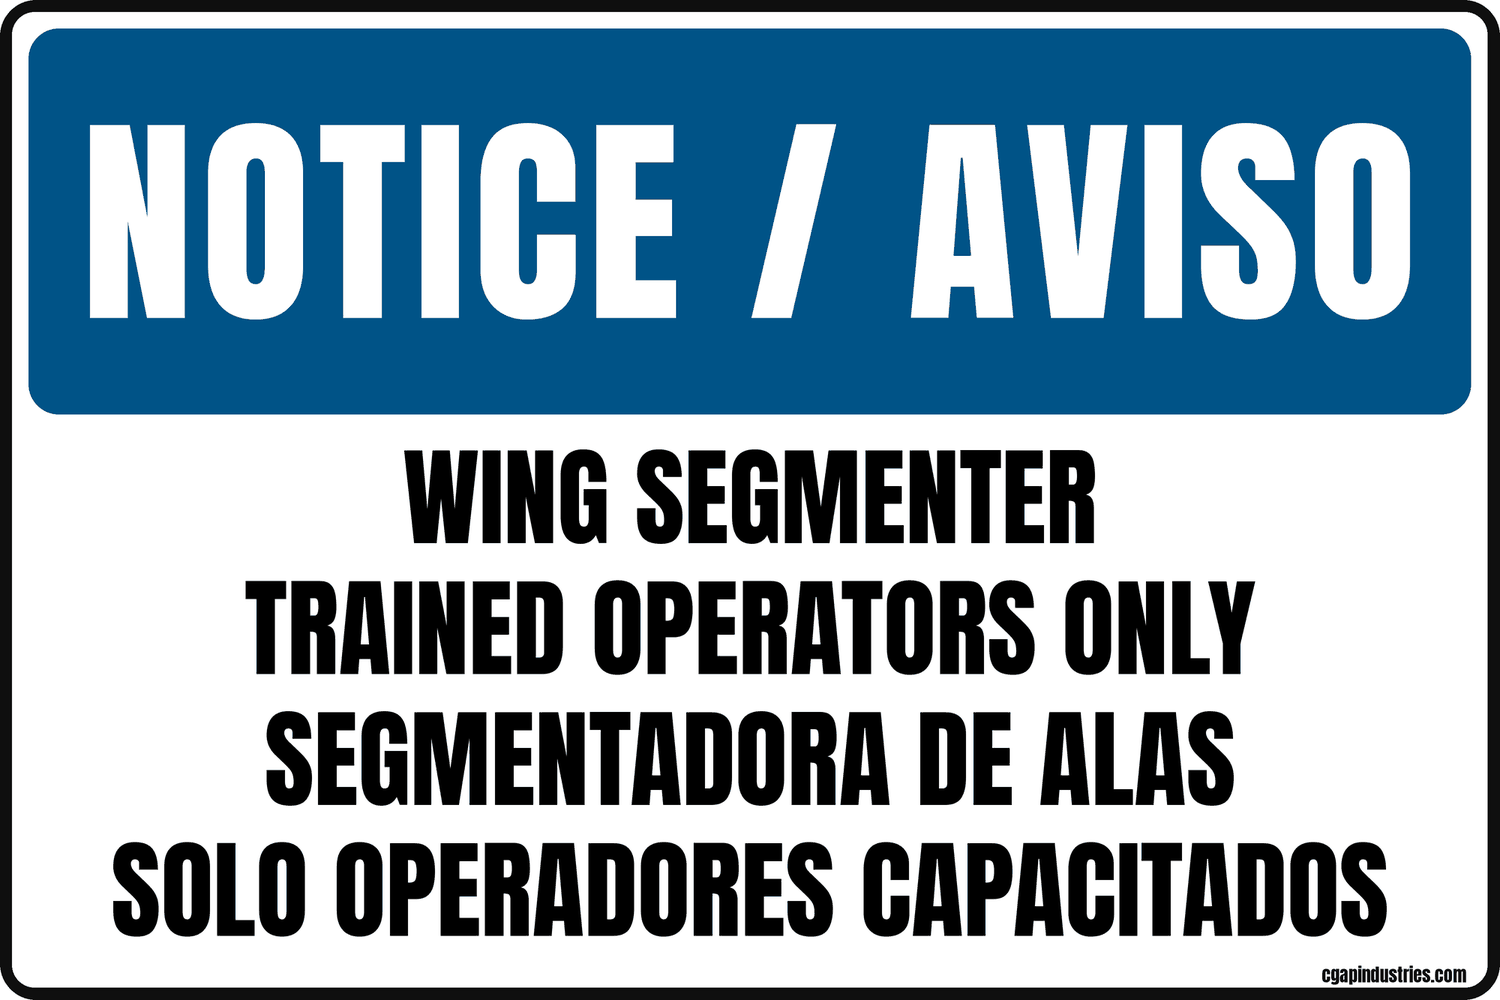 NOTICE / AVISO
WING SEGMENTER
TRAINED OPERATORS ONLY
SEGMENTADORA DE ALAS
SOLO OPERADORES CAPACITADOS
cgapindustries.com